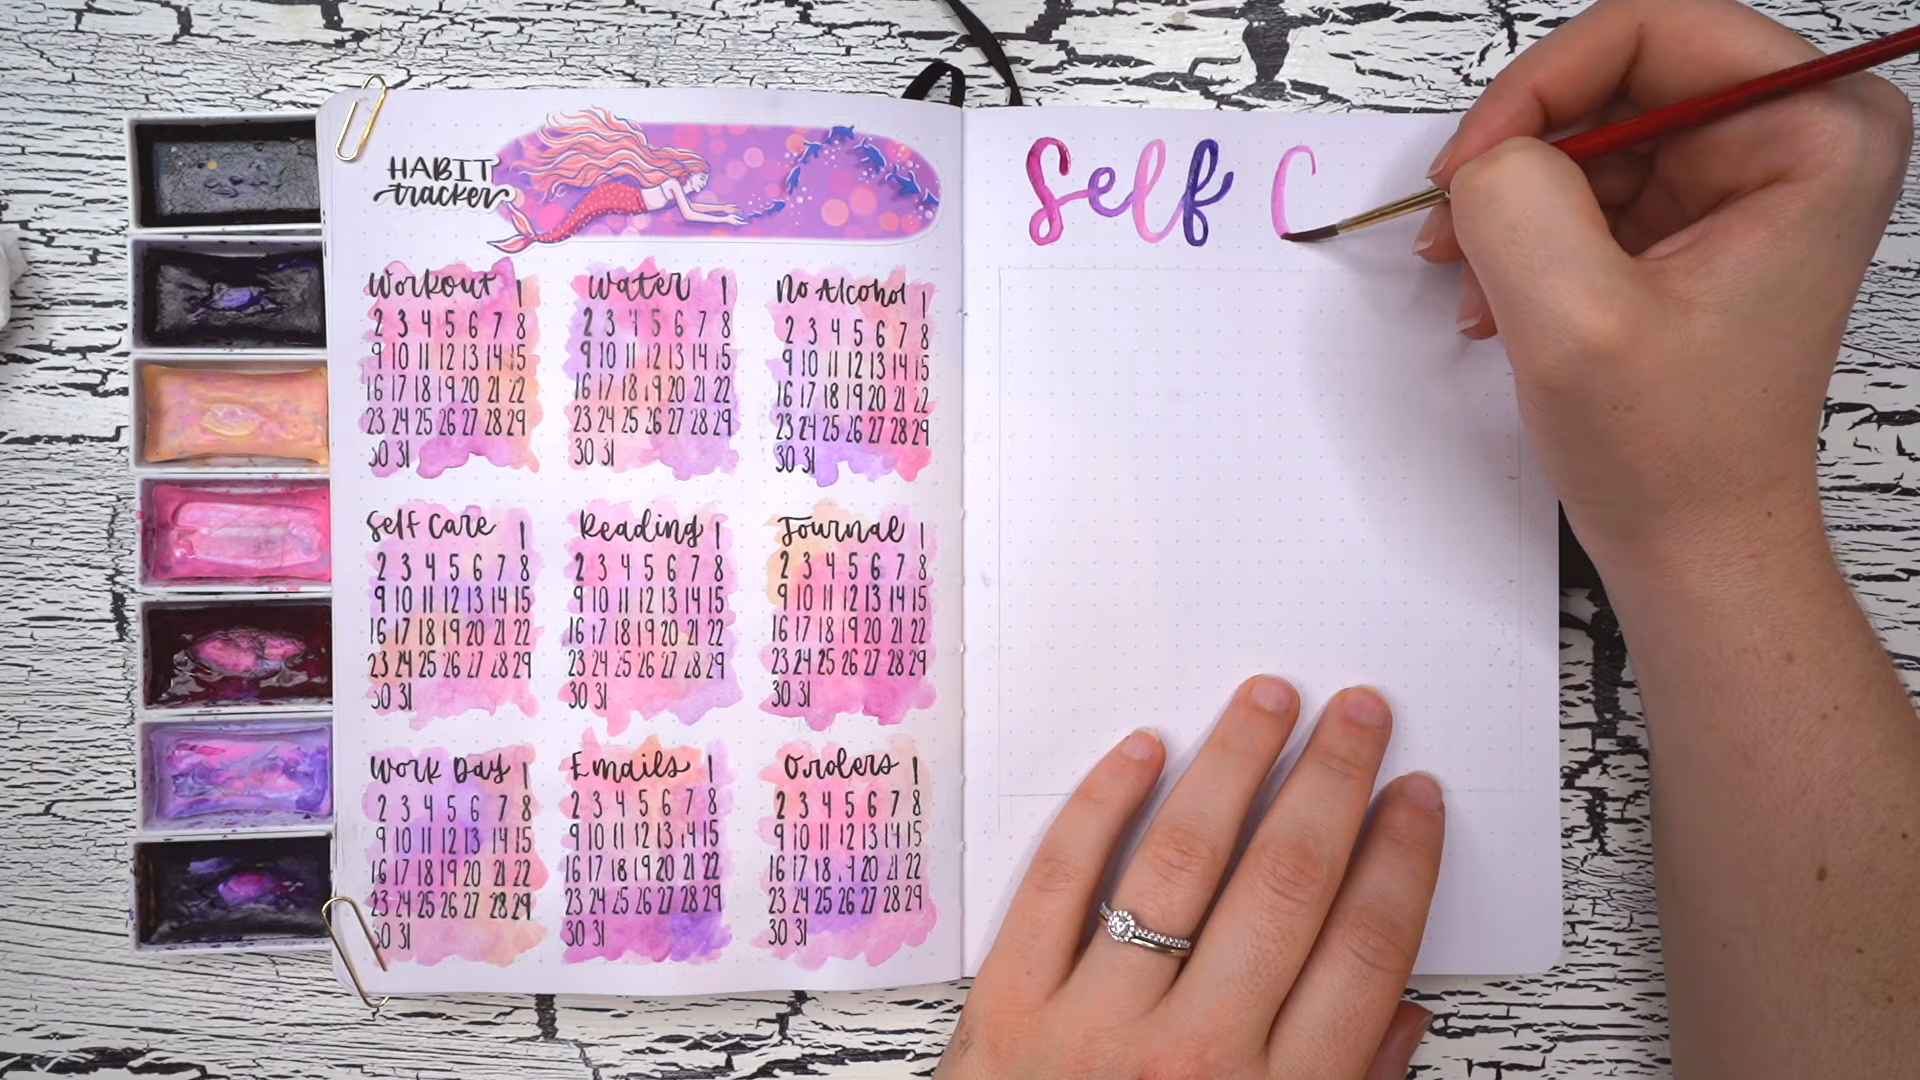 HABIT
tracker
Workout 1
2 3 4 5 6 7 8
9 10 11 12 13 14 15
16 17 18 19 20 21 22
23 24 25 26 27 28 29
30 31
Water 1
2 3 4 5 6 7 8
9 10 11 12 13 14 15
16 17 18 19 20 21 22
23 24 25 26 27 28 29
30 31
No Alcohol 1
2 3 4 5 6 7 8
9 10 11 12 13 14 15
16 17 18 19 20 21 22
23 24 25 26 27 28 29
30 31
Self Care 1
2 3 4 5 6 7 8
9 10 11 12 13 14 15
16 17 18 19 20 21 22
23 24 25 26 27 28 29
30 31
Reading 1
2 3 4 5 6 7 8
9 10 11 12 13 14 15
16 17 18 19 20 21 22
23 24 25 26 27 28 29
30 31
Journal 1
2 3 4 5 6 7 8
9 10 11 12 13 14 15
16 17 18 19 20 21 22
23 24 25 26 27 28 29
30 31
Work Day 1
2 3 4 5 6 7 8
9 10 11 12 13 14 15
16 17 18 19 20 21 22
23 24 25 26 27 28 29
30 31
Emails 1
2 3 4 5 6 7 8
9 10 11 12 13 14 15
16 17 18 19 20 21 22
23 24 25 26 27 28 29
30 31
Orders 1
2 3 4 5 6 7 8
9 10 11 12 13 14 15
16 17 18 19 20 21 22
23 24 25 26 27 28 29
30 31
Self C